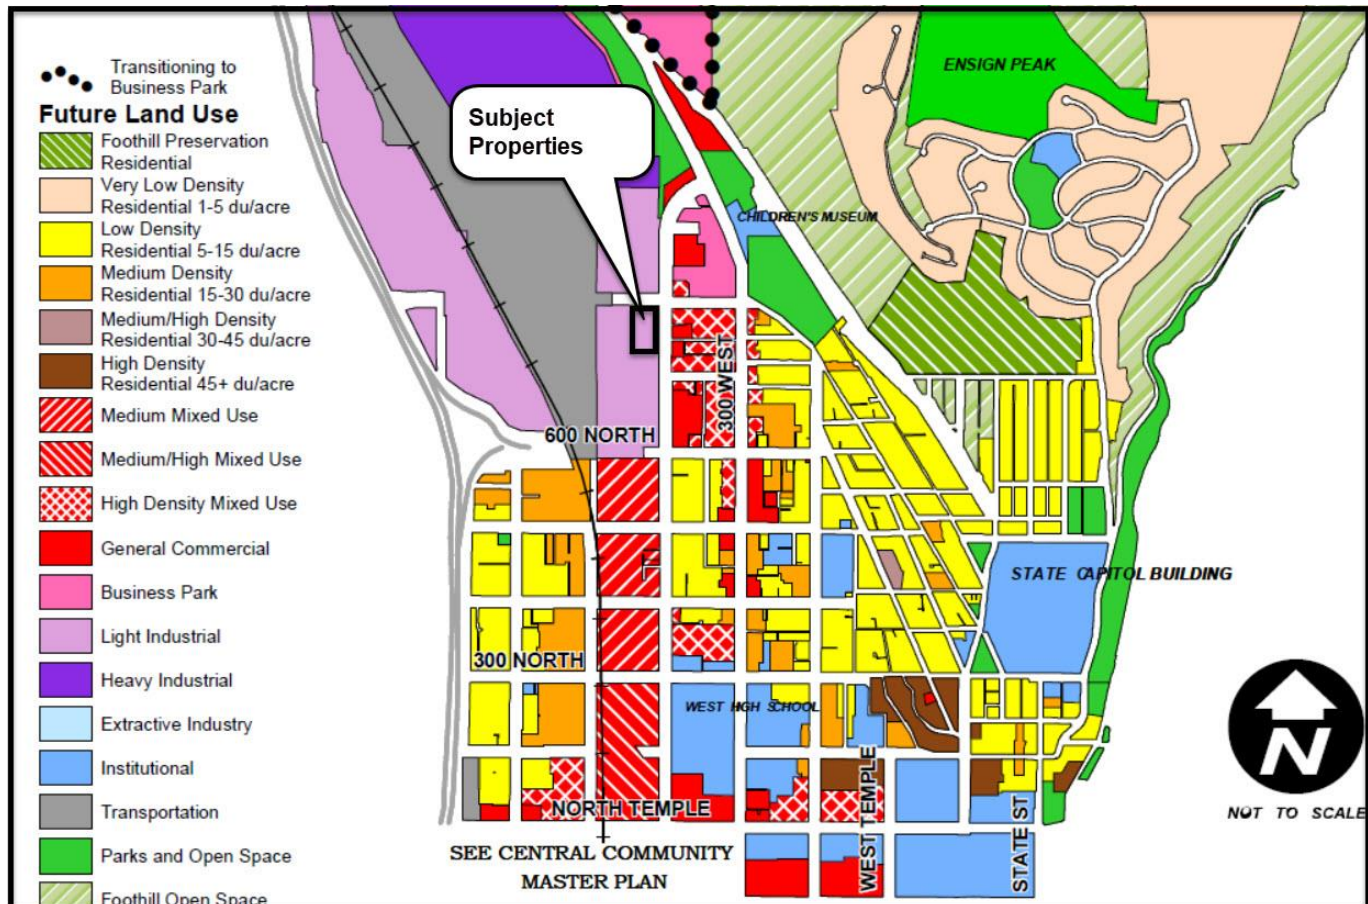 Transitioning to
Business Park
Future Land Use
Foothill Preservation
Residential
Very Low Density
Residential 1-5 du/acre
Low Density
Residential 5-15 du/acre
Medium Density
Residential 15-30 du/acre
Medium/High Density
Residential 30-45 du/acre
High Density
Residential 45+ du/acre
Medium Mixed Use
Medium/High Mixed Use
High Density Mixed Use
General Commercial
Business Park
Light Industrial
Heavy Industrial
Extractive Industry
Institutional
Transportation
Parks and Open Space
Foothill Open Space
Subject
Properties
ENSIGN PEAK
CHILDREN'S MUSEUM
300 WEST
600 NORTH
STATE CAPITOL BUILDING
300 NORTH
WEST HIGH SCHOOL
NORTH TEMPLE
WEST TEMPLE
STATE ST
SEE CENTRAL COMMUNITY
MASTER PLAN
N
NOT TO SCALE